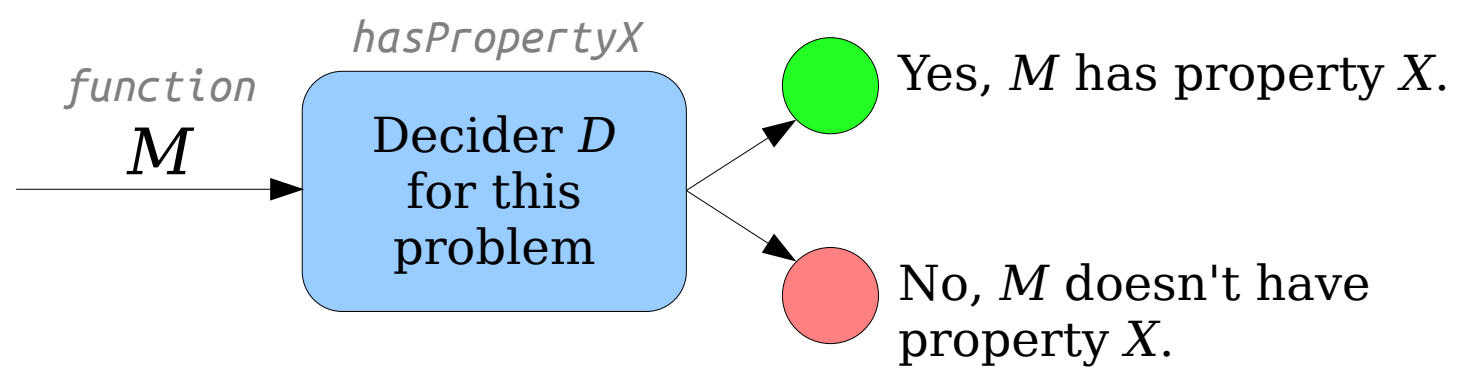 function
M
hasPropertyX
Decider D
for this
problem
Yes, M has property X.
No, M doesn't have
property X.